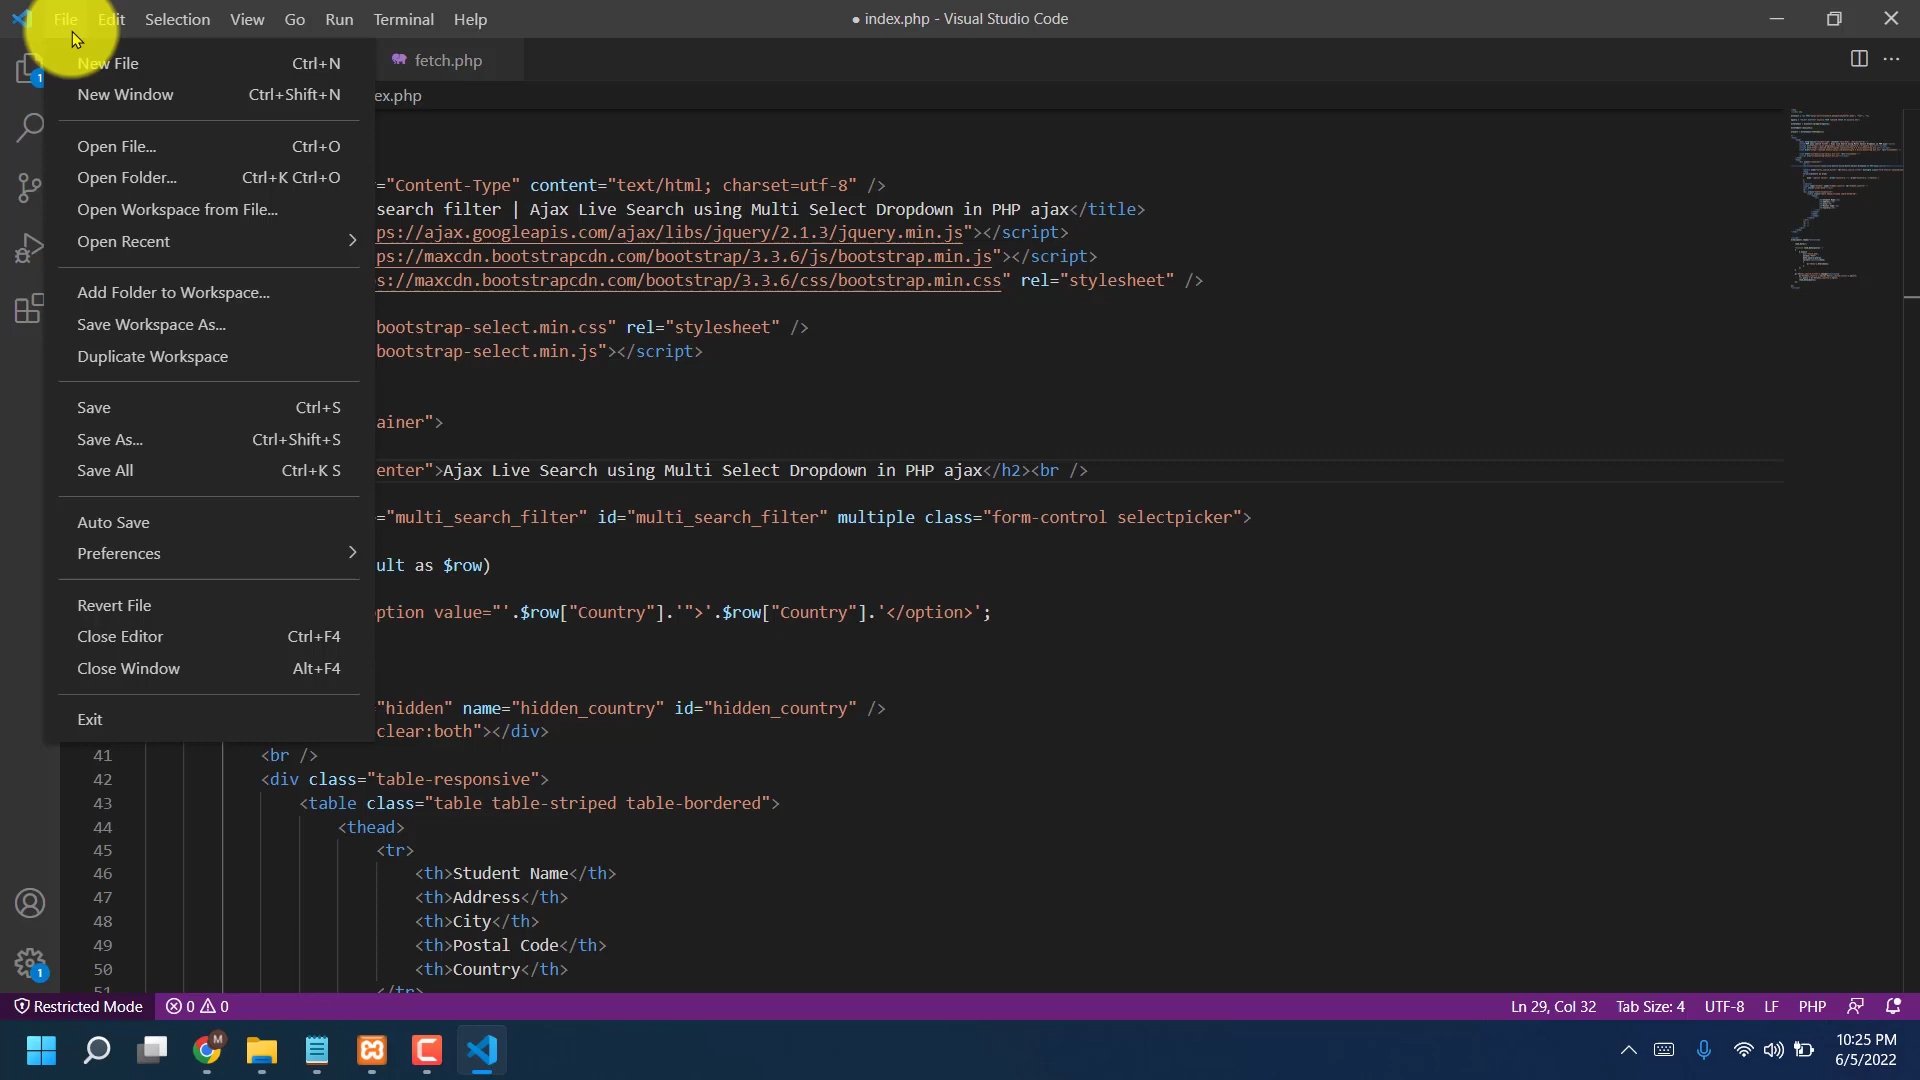 File Edit Selection View Go Run Terminal Help
● index.php - Visual Studio Code
New File Ctrl+N
New Window Ctrl+Shift+N
Open File... Ctrl+O
Open Folder... Ctrl+K Ctrl+O
Open Workspace from File...
Open Recent
Add Folder to Workspace...
Save Workspace As...
Duplicate Workspace
Save Ctrl+S
Save As... Ctrl+Shift+S
Save All Ctrl+K S
Auto Save
Preferences
Revert File
Close Editor Ctrl+F4
Close Window Alt+F4
Exit
1
fetch.php
ex.php
="Content-Type" content="text/html; charset=utf-8" />
search filter | Ajax Live Search using Multi Select Dropdown in PHP ajax</title>
ps://ajax.googleapis.com/ajax/libs/jquery/2.1.3/jquery.min.js"></script>
ps://maxcdn.bootstrapcdn.com/bootstrap/3.3.6/js/bootstrap.min.js"></script>
s://maxcdn.bootstrapcdn.com/bootstrap/3.3.6/css/bootstrap.min.css" rel="stylesheet" />
bootstrap-select.min.css" rel="stylesheet" />
bootstrap-select.min.js"></script>
ainer">
enter">Ajax Live Search using Multi Select Dropdown in PHP ajax</h2><br />
="multi_search_filter" id="multi_search_filter" multiple class="form-control selectpicker">
ult as $row)
option value="'.$row["Country"].'">'.$row["Country"].'</option>';
="hidden" name="hidden_country" id="hidden_country" />
clear:both"></div>
41 <br />
42 <div class="table-responsive">
43 <table class="table table-striped table-bordered">
44 <thead>
45 <tr>
46 <th>Student Name</th>
47 <th>Address</th>
48 <th>City</th>
49 <th>Postal Code</th>
50 <th>Country</th>
51 </tr>
1
Restricted Mode 0 0
Ln 29, Col 32 Tab Size: 4 UTF-8 LF PHP
M
10:25 PM
6/5/2022